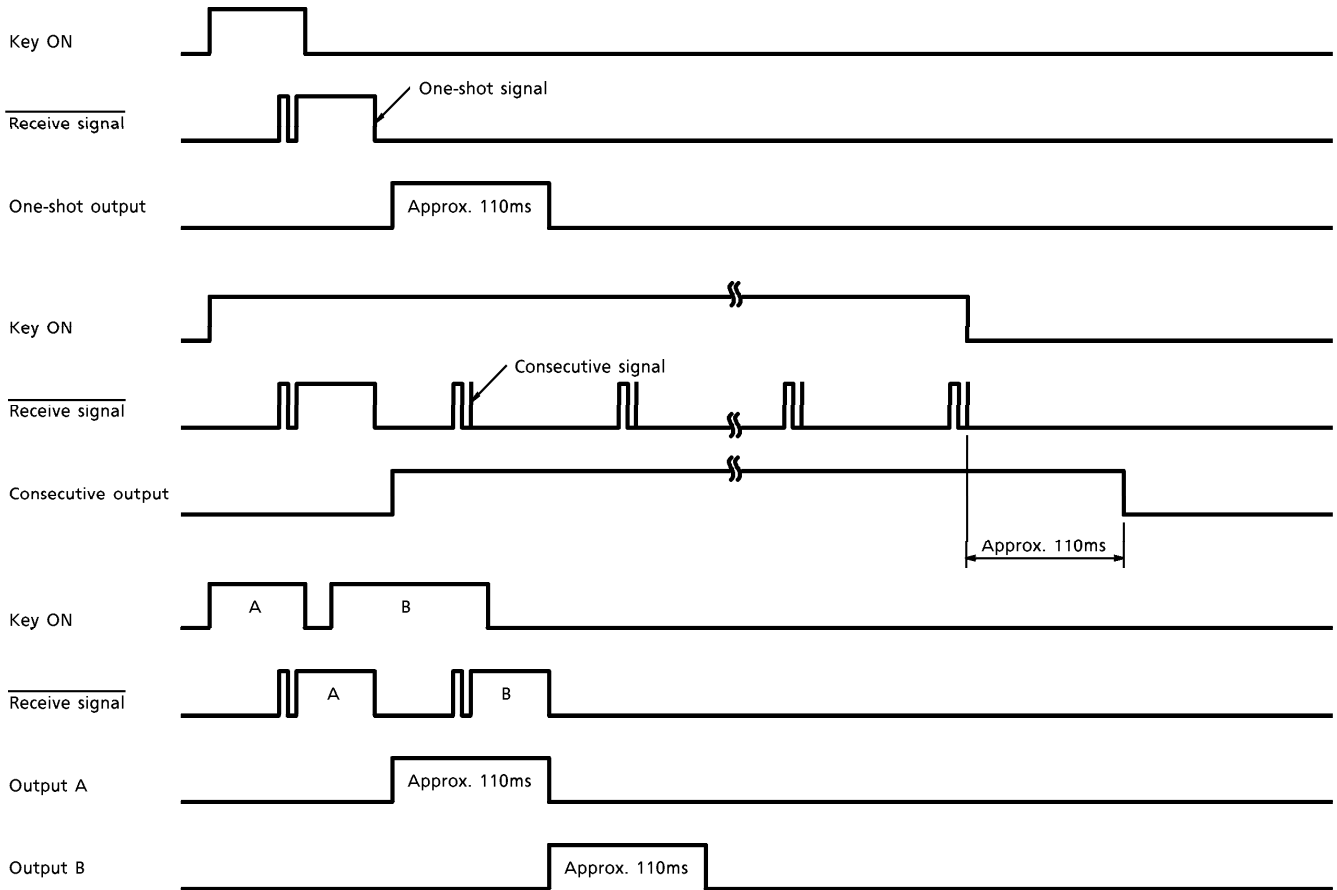 Key ON
One-shot signal
Receive signal
One-shot output
Approx. 110ms
Key ON
Consecutive signal
Receive signal
Consecutive output
Approx. 110ms
Key ON
A
B
Receive signal
A
B
Output A
Approx. 110ms
Output B
Approx. 110ms